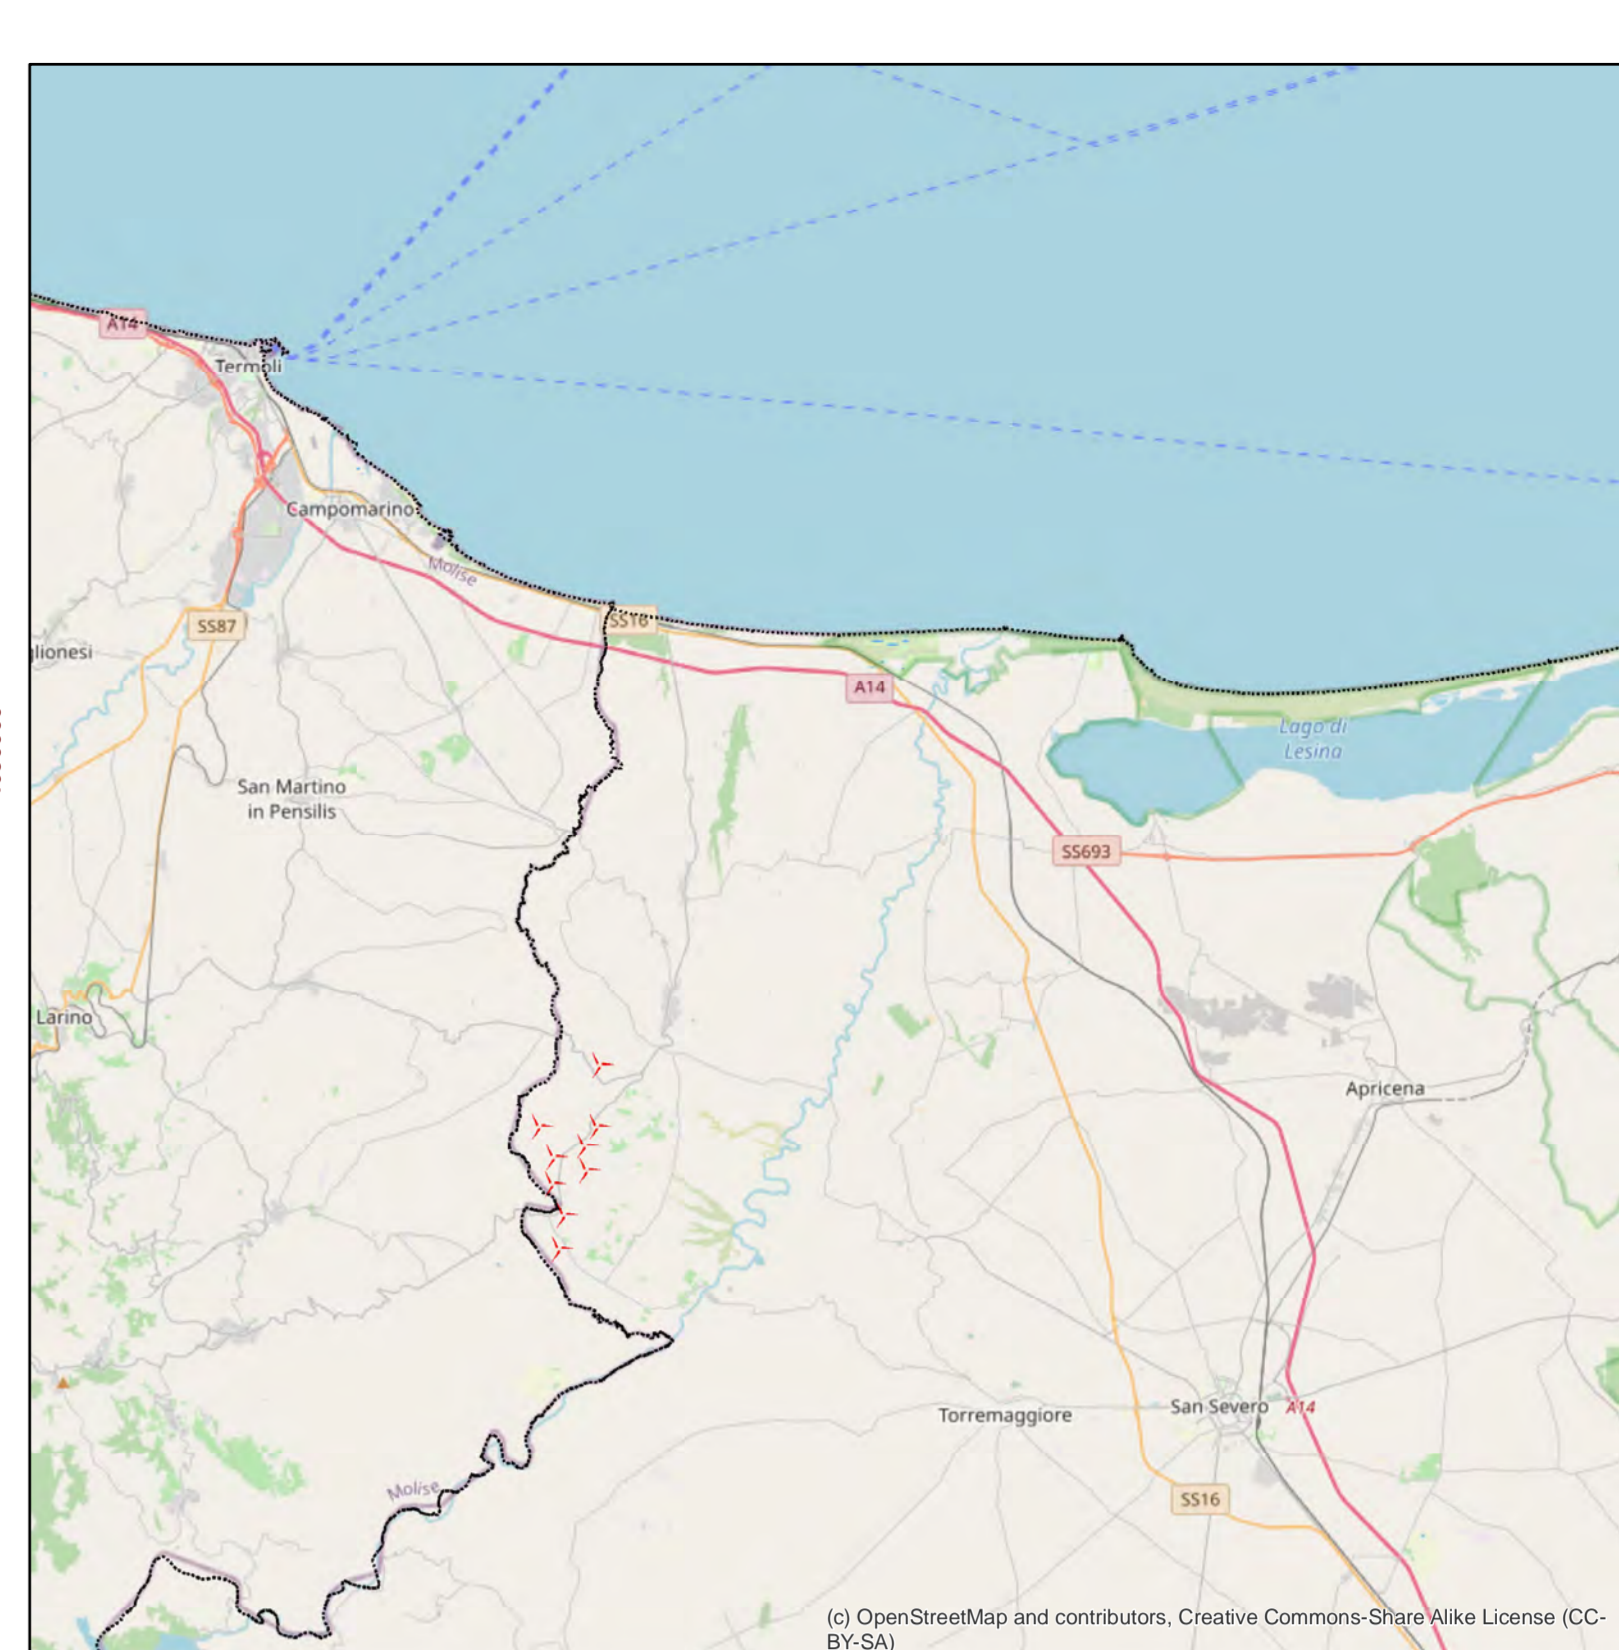 A14
Termoli
Campomarino
Molise
SS16
SS87
glionesi
A14
Lago di
Lesina
San Martino
in Pensilis
SS693
Larino
Apricena
San Severo
A14
Torremaggiore
Molise
SS16
(c) OpenStreetMap and contributors, Creative Commons-Share Alike License (CC-
BY-SA)